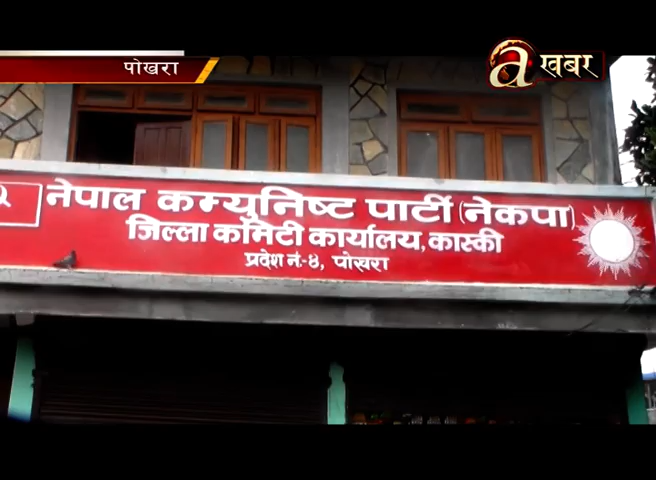 पोखरा
a खबर
नेपाल कम्युनिष्ट पार्टी (नेकपा)
जिल्ला कमिटी कार्यालय, कास्की
प्रदेश नं.-४, पोखरा